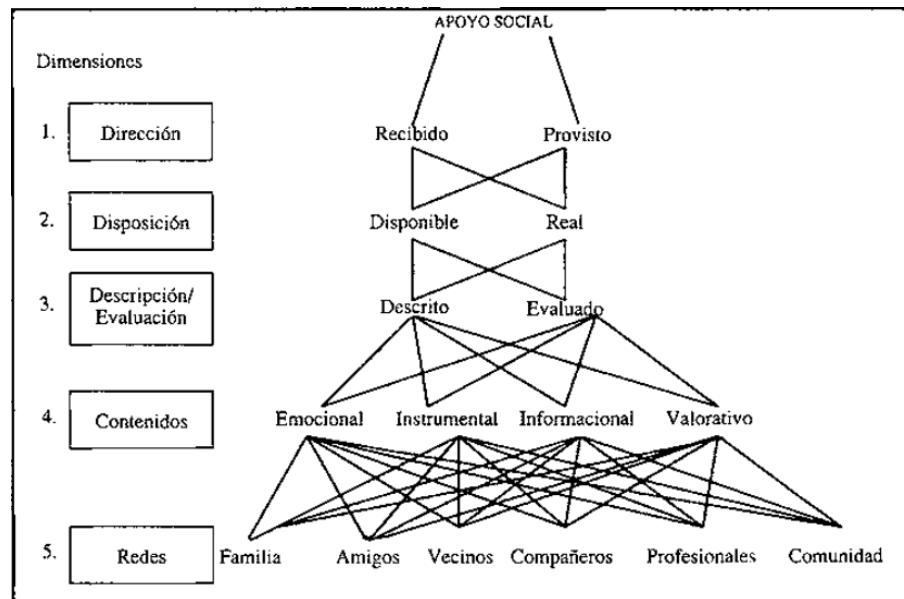 APOYO SOCIAL
Dimensiones
1. Dirección Recibido Provisto
2. Disposición Disponible Real
3. Descripción/
Evaluación Descrito Evaluado
4. Contenidos Emocional Instrumental Informacional Valorativo
5. Redes Familia Amigos Vecinos Compañeros Profesionales Comunidad